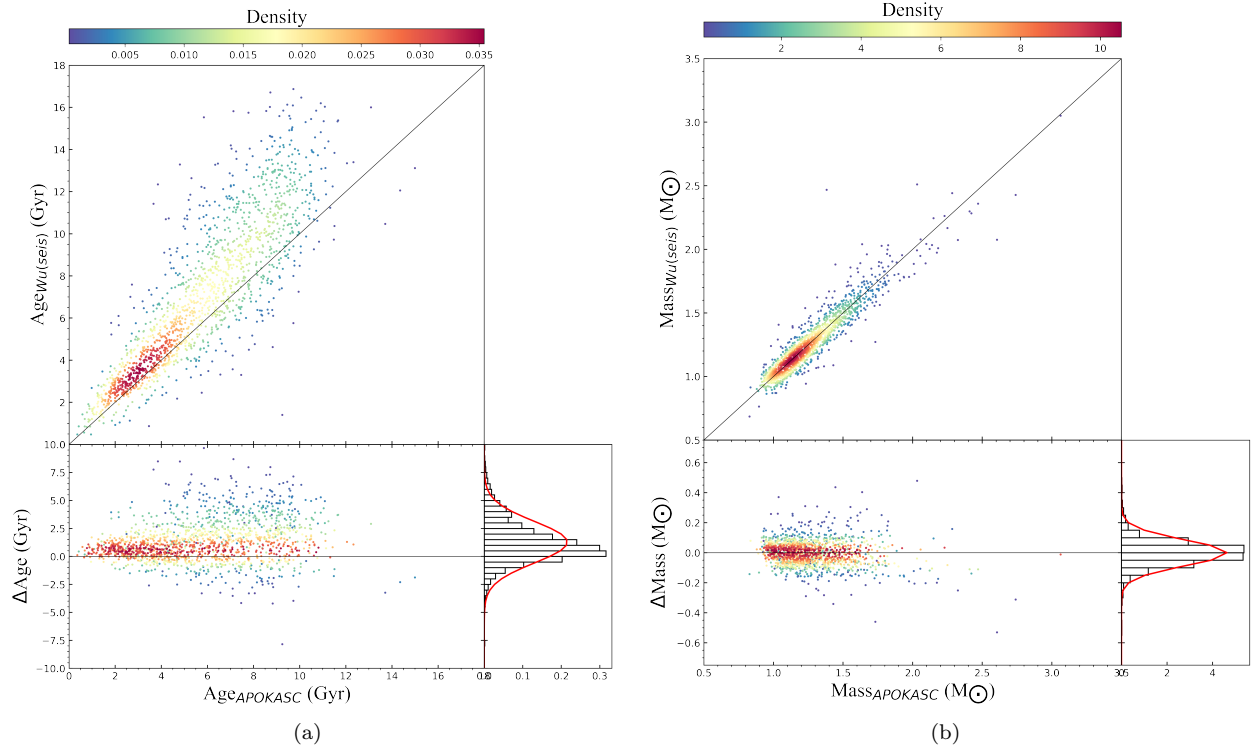 Density
0.005 0.010 0.015 0.020 0.025 0.030 0.035
18
16
14
12
10
8
6
4
2
Age_Wu(seis) (Gyr)
10.0
7.5
5.0
2.5
0.0
−2.5
−5.0
−7.5
−10.0
ΔAge (Gyr)
0 2 4 6 8 10 12 14 16
0.1 0.2 0.3
Age_APOKASC (Gyr)
(a)
Density
2 4 6 8 10
3.5
3.0
2.5
2.0
1.5
1.0
0.5
Mass_Wu(seis) (M⊙)
0.6
0.4
0.2
0.0
−0.2
−0.4
−0.6
ΔMass (M⊙)
0.5 1.0 1.5 2.0 2.5 3.0
2 4
Mass_APOKASC (M⊙)
(b)